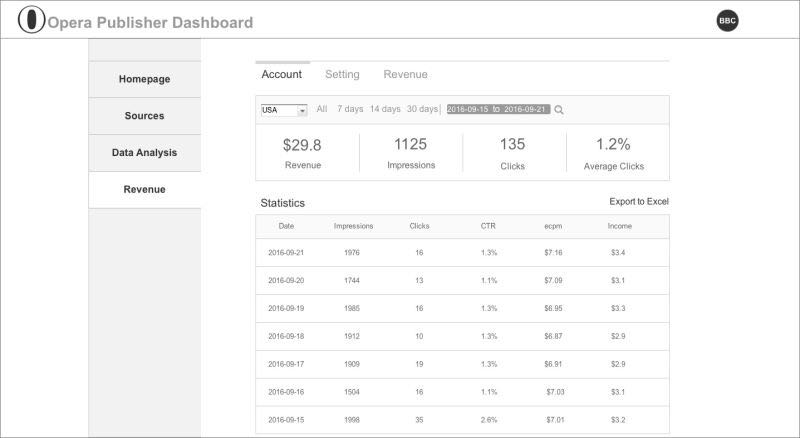 Opera Publisher Dashboard
BBC
Homepage
Sources
Data Analysis
Revenue
Account Setting Revenue
USA All 7 days 14 days 30 days 2016-09-15 to 2016-09-21
$29.8 1125 135 1.2%
Revenue Impressions Clicks Average Clicks
Statistics Export to Excel
Date Impressions Clicks CTR ecpm Income
2016-09-21 1976 16 1.3% $7:16 $3.4
2016-09-20 1744 13 1.1% $7.09 $3.1
2016-09-19 1985 16 1.3% $6.95 $3.3
2016-09-18 1912 10 1.3% $6.87 $2.9
2016-09-17 1909 19 1.3% $6.91 $2.9
2016-09-16 1504 16 1.1% $7.03 $3.1
2016-09-15 1998 35 2.6% $7.01 $3.2